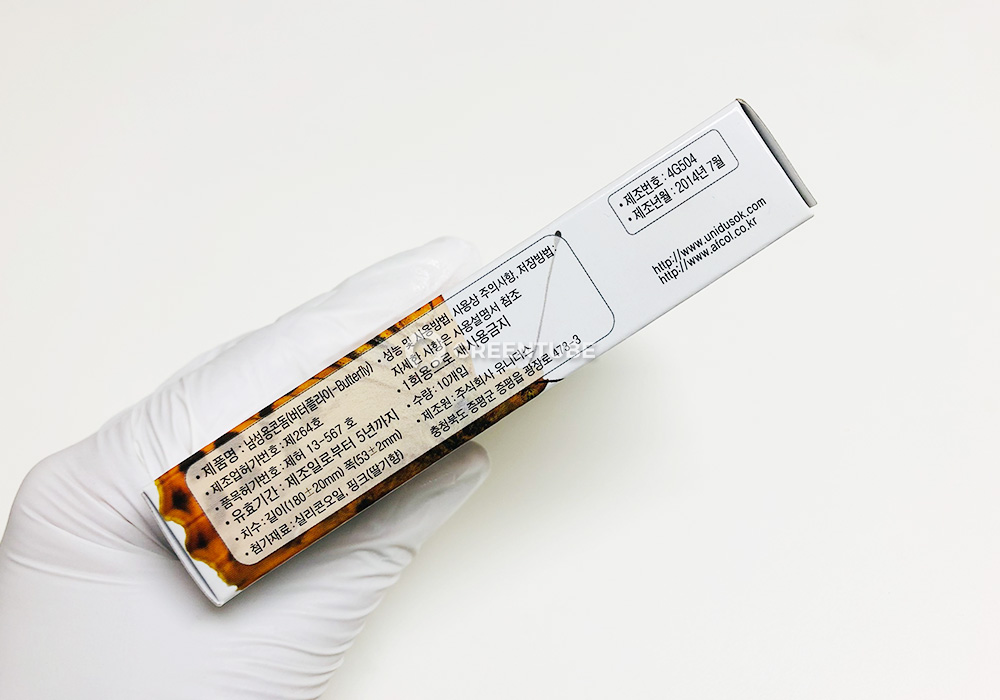 • 제품명 : 남성용콘돔(버터플라이-Butterfly)
• 제조업허가번호 : 제264호
• 품목허가번호 : 제허 13-567 호
• 유효기간 : 제조일로부터 5년까지
• 치수 : 길이(180±20mm) 폭(53±2mm)
• 첨가재료 : 실리콘오일, 핑크(딸기향)
• 성능 및 사용방법, 사용상 주의사항, 저장방법 :
자세한 사항은 사용설명서 참조
• 1회용으로 재사용금지
• 수량 : 10개입
• 제조원 : 주식회사 유니더스
충청북도 증평군 증평읍 광장로 473-3
• 제조번호 : 4G504
• 제조년월 : 2014년 7월
http://www.unidusok.com
http://www.afcol.co.kr
GREENTUBE